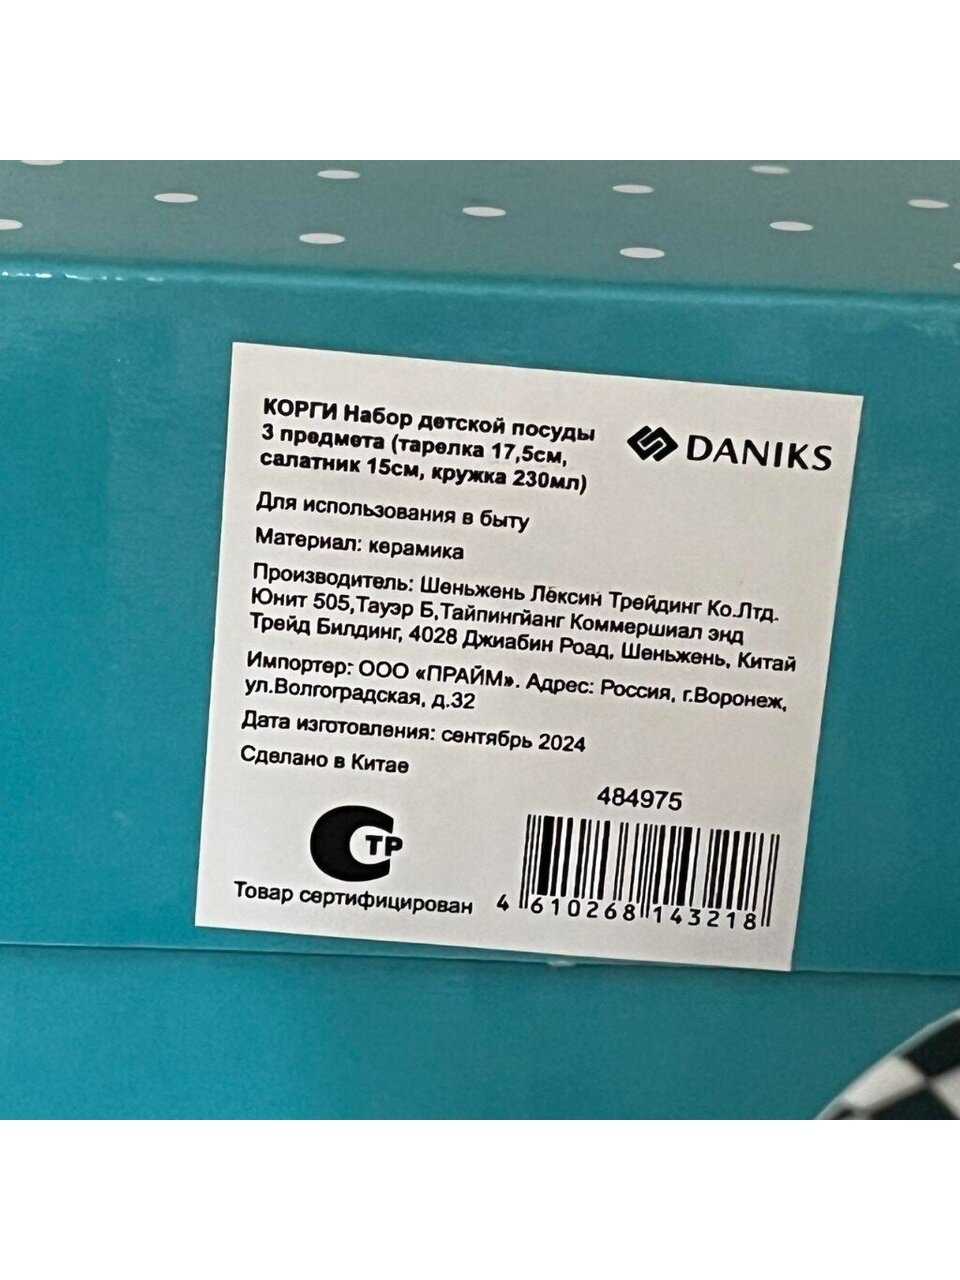 КОРГИ Набор детской посуды
3 предмета (тарелка 17,5см,
салатник 15см, кружка 230мл)
DANIKS
Для использования в быту
Материал: керамика
Производитель: Шеньжень Лёксин Трейдинг Ко.Лтд.
Юнит 505,Тауэр Б,Тайпингйанг Коммершиал энд
Трейд Билдинг, 4028 Джиабин Роад, Шеньжень, Китай
Импортер: ООО «ПРАЙМ». Адрес: Россия, г.Воронеж,
ул.Волгоградская, д.32
Дата изготовления: сентябрь 2024
Сделано в Китае
484975
СТР
Товар сертифицирован
4 610268 143218